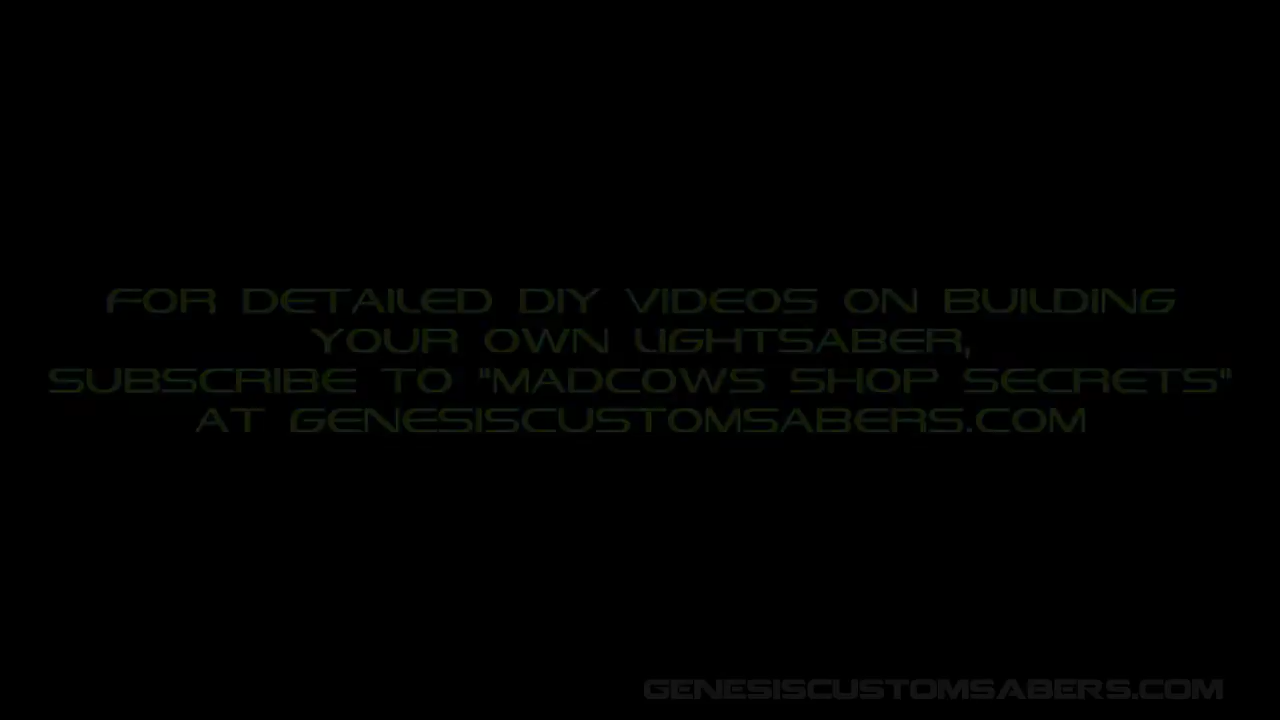 FOR DETAILED DIY VIDEOS ON BUILDING
YOUR OWN LIGHTSABER,
SUBSCRIBE TO "MADCOWS SHOP SECRETS"
AT GENESISCUSTOMSABERS.COM
GENESISCUSTOMSABERS.COM